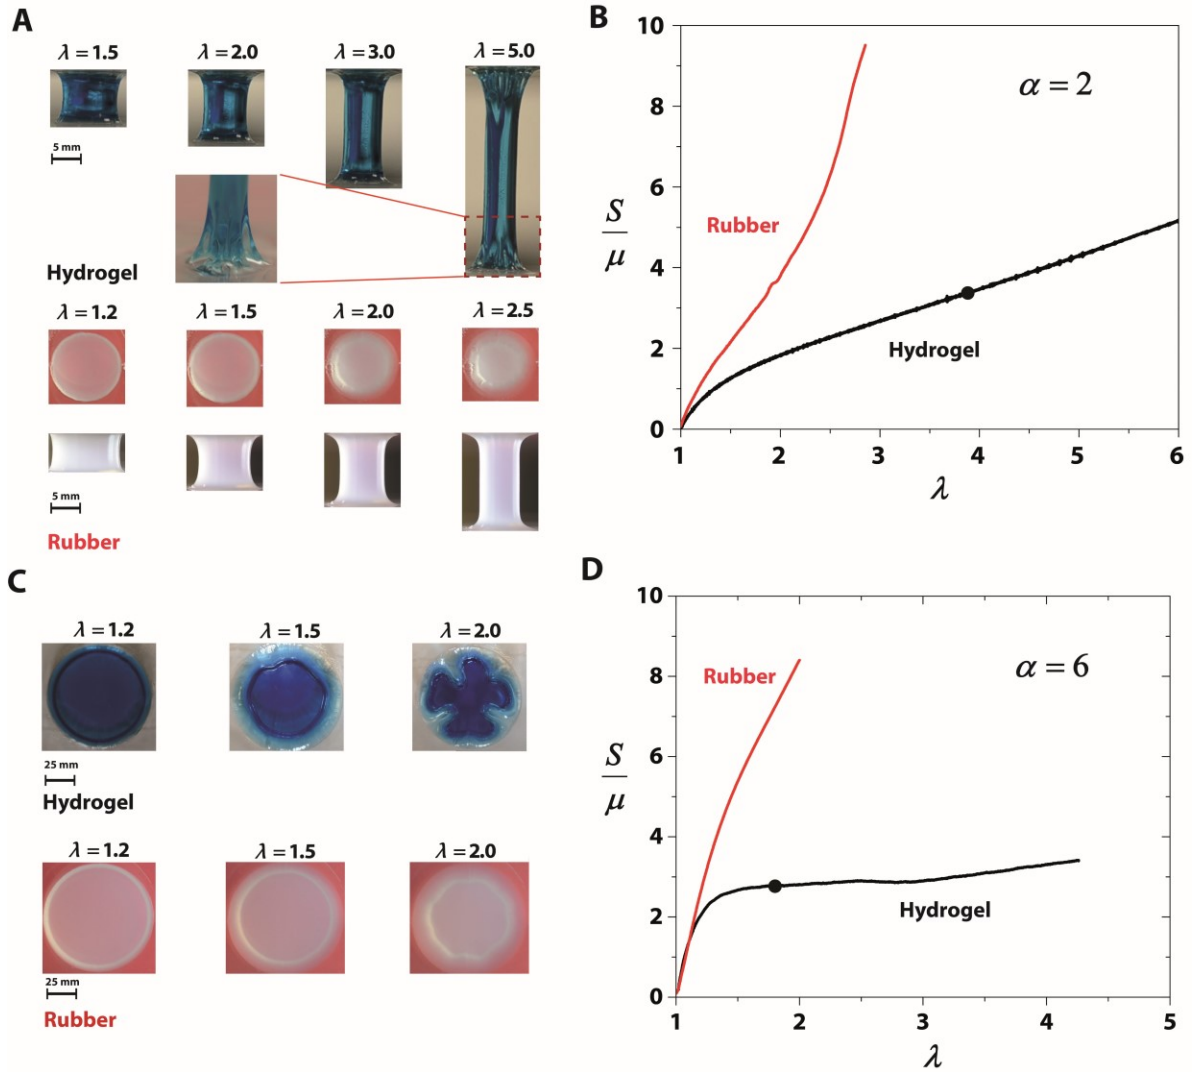 A
λ = 1.5 λ = 2.0 λ = 3.0 λ = 5.0
5 mm
Hydrogel
λ = 1.2 λ = 1.5 λ = 2.0 λ = 2.5
5 mm
Rubber
B
10
8
6
4
2
0
S
μ
α = 2
Rubber
Hydrogel
1 2 3 4 5 6
λ
C
λ = 1.2 λ = 1.5 λ = 2.0
25 mm
Hydrogel
λ = 1.2 λ = 1.5 λ = 2.0
25 mm
Rubber
D
10
8
6
4
2
0
S
μ
α = 6
Rubber
Hydrogel
1 2 3 4 5
λ